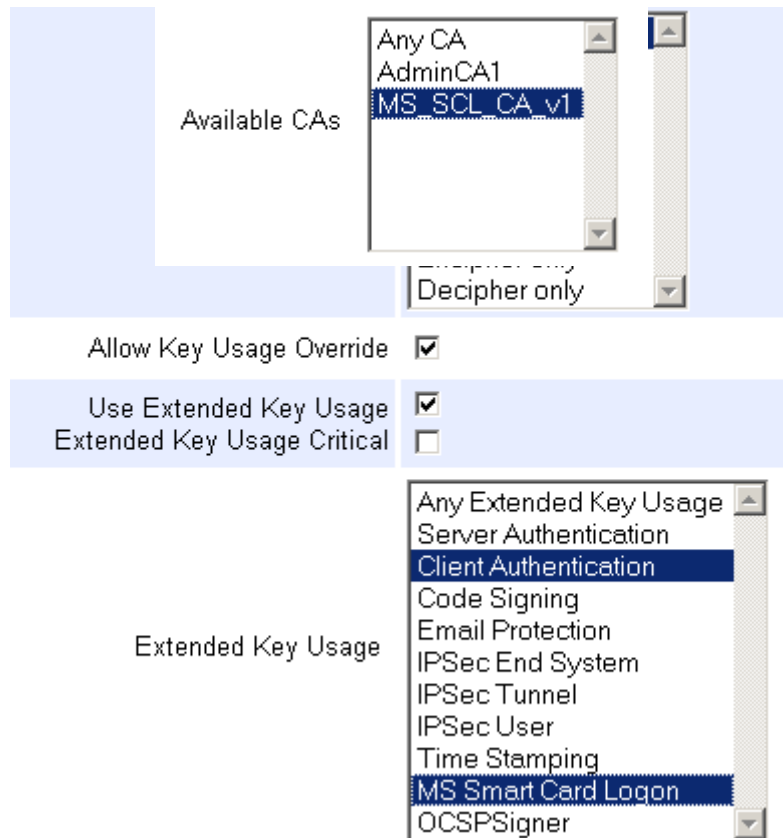 Available CAs
Any CA
AdminCA1
MS_SCL_CA_v1
Decipher only
Allow Key Usage Override
Use Extended Key Usage
Extended Key Usage Critical
Extended Key Usage
Any Extended Key Usage
Server Authentication
Client Authentication
Code Signing
Email Protection
IPSec End System
IPSec Tunnel
IPSec User
Time Stamping
MS Smart Card Logon
OCSPSigner